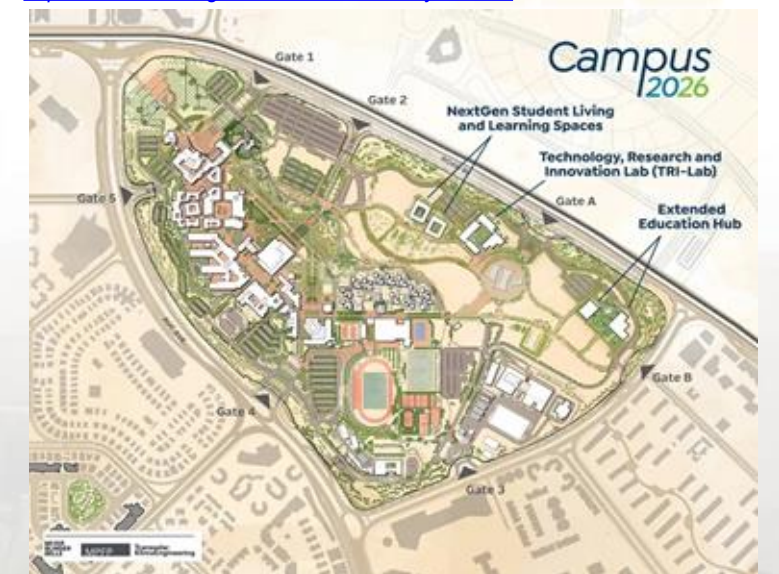 Campus
2026
Gate 1
Gate 2
NextGen Student Living
and Learning Spaces
Technology, Research and
Innovation Lab (TRI-Lab)
Gate A
Extended
Education Hub
Gate 5
Gate B
Gate 4
Gate 3